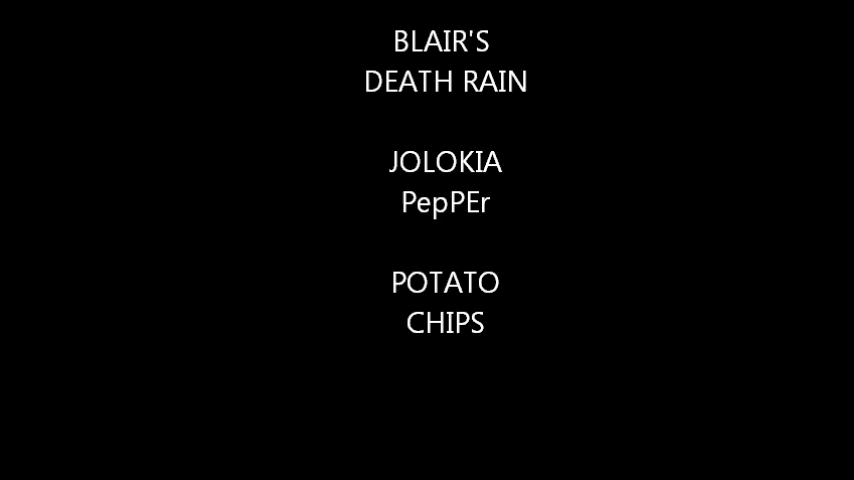 BLAIR'S
DEATH RAIN
JOLOKIA
PepPEr
POTATO
CHIPS